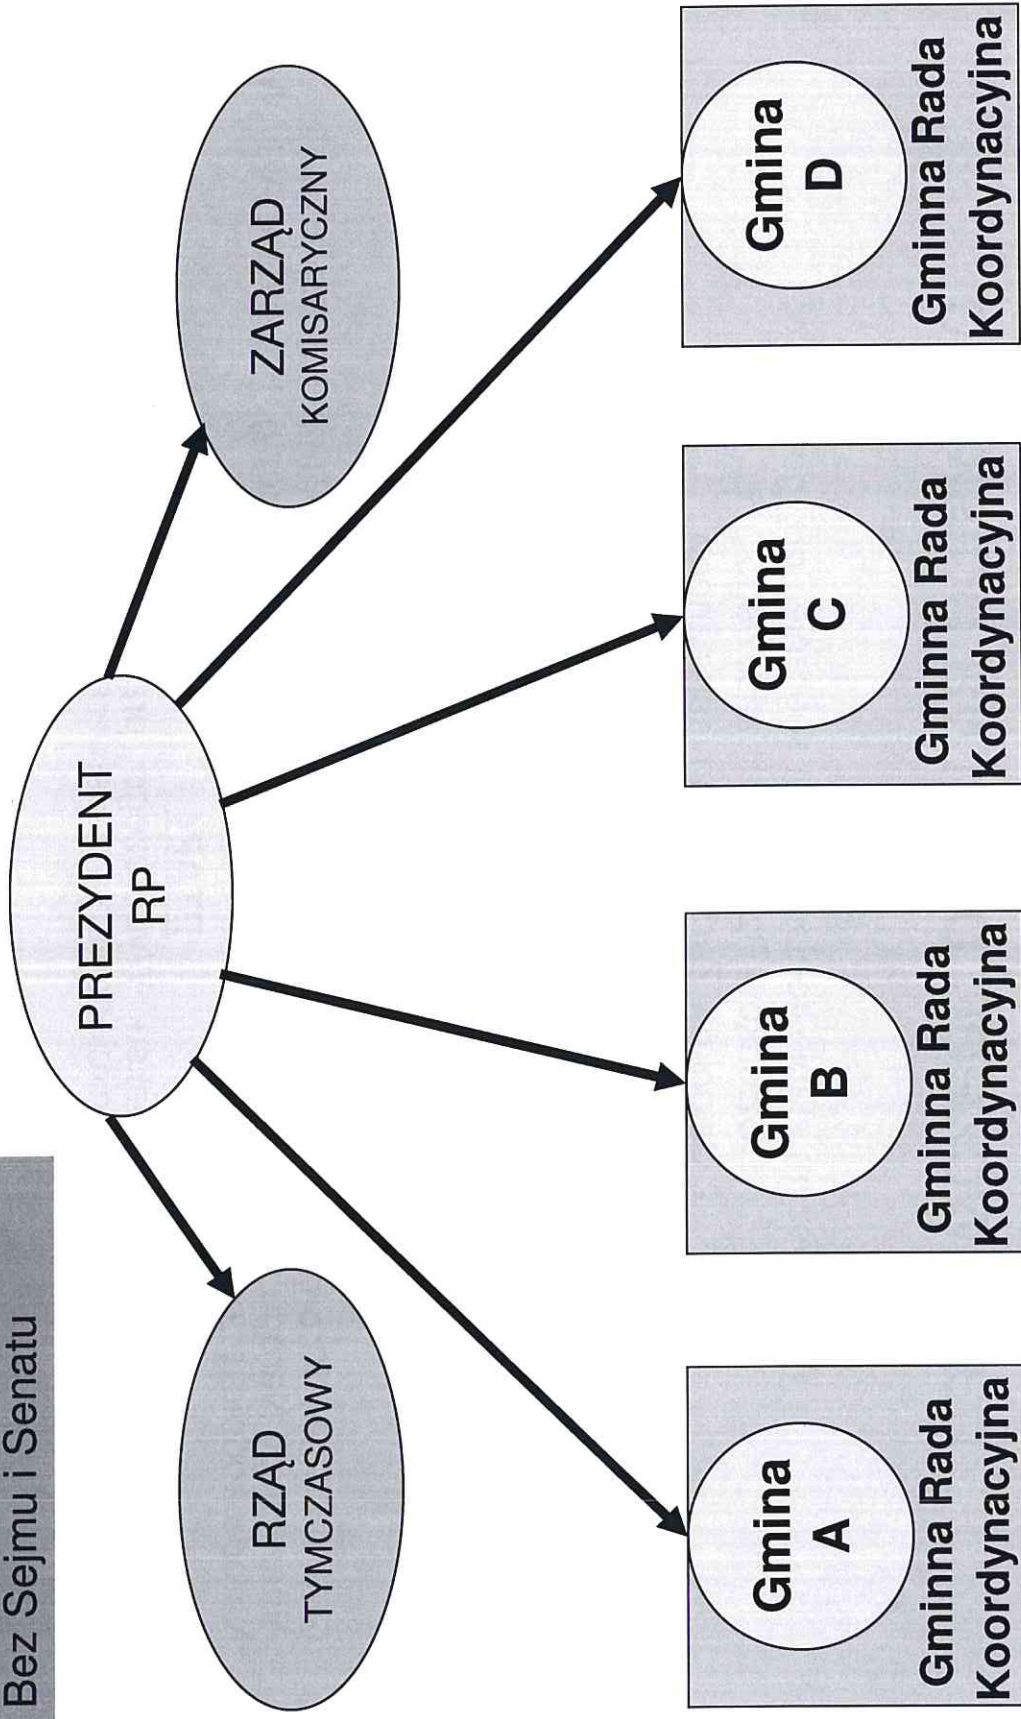 Bez Sejmu i Senatu
PREZYDENT
RP
RZĄD
TYMCZASOWY
ZARZĄD
KOMISARYCZNY
Gmina
A
Gminna Rada
Koordynacyjna
Gmina
B
Gminna Rada
Koordynacyjna
Gmina
C
Gminna Rada
Koordynacyjna
Gmina
D
Gminna Rada
Koordynacyjna